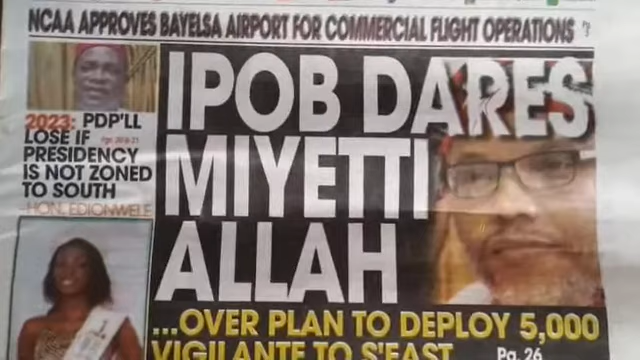 NCAA APPROVES BAYELSA AIRPORT FOR COMMERCIAL FLIGHT OPERATIONS
IPOB DARES
MIYETTI
ALLAH
...OVER PLAN TO DEPLOY 5,000
VIGILANTE TO S'EAST
Pg. 26
2023: PDP'LL
LOSE IF
PRESIDENCY
IS NOT ZONED
TO SOUTH
-HON. EDIONWELE